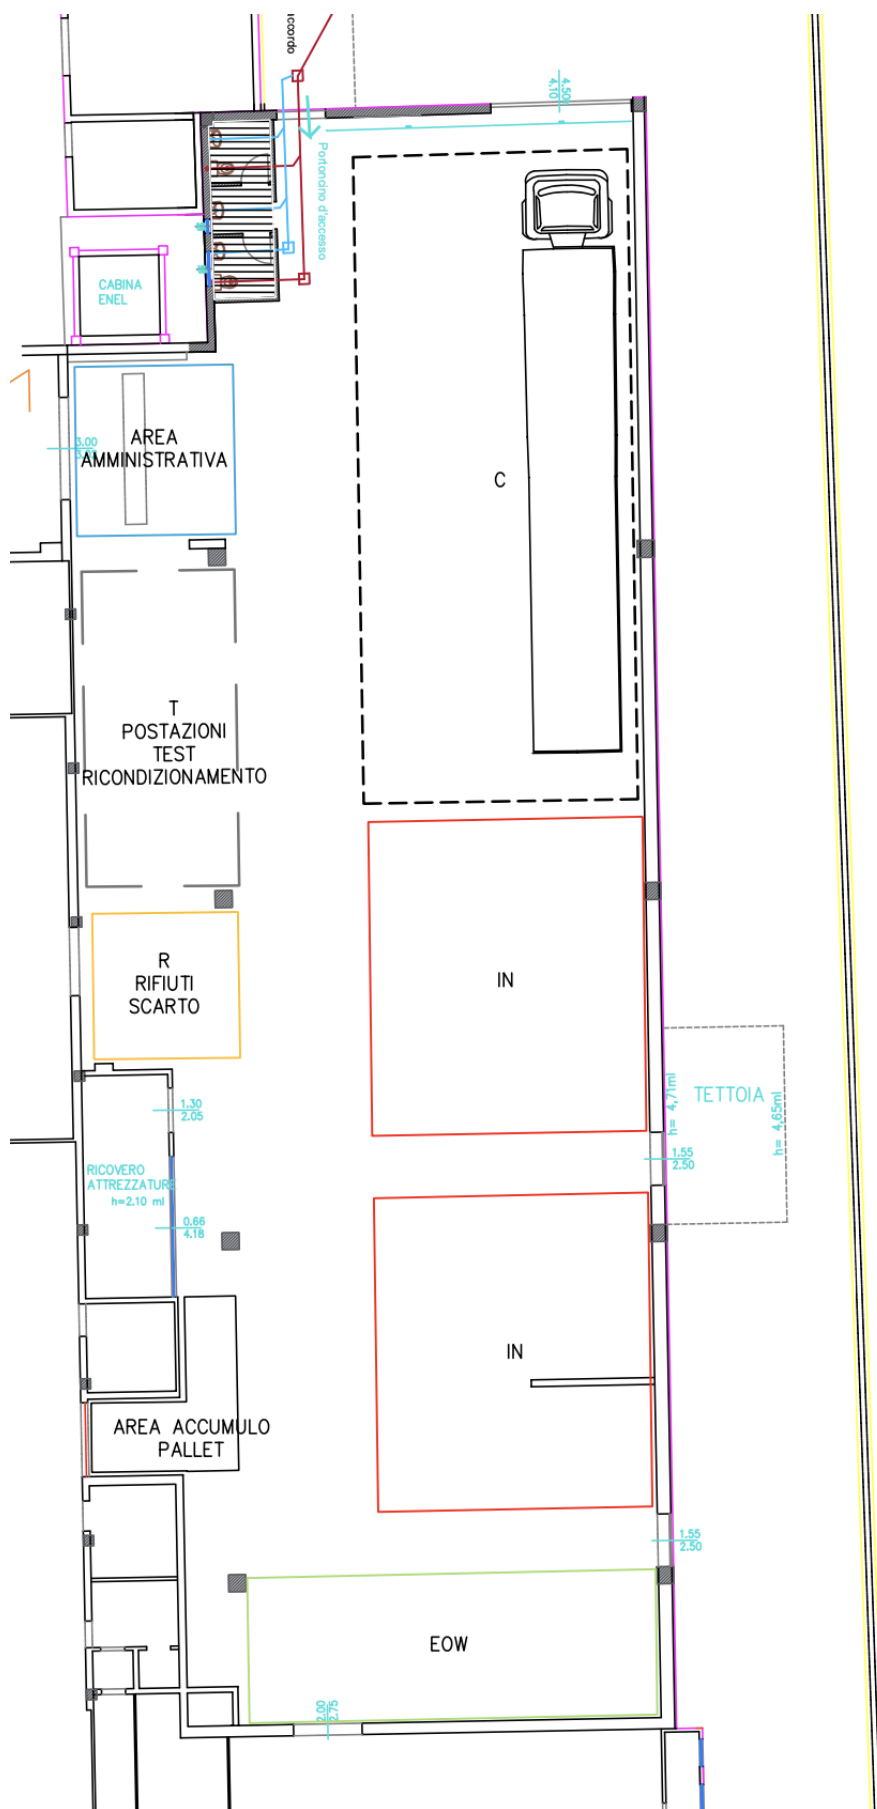 ccordo
4.50
4.10
Portoncino d'accesso
CABINA
ENEL
3.00
AREA
AMMINISTRATIVA
C
T
POSTAZIONI
TEST
RICONDIZIONAMENTO
R
RIFIUTI
SCARTO
IN
TETTOIA
h= 4,71ml
h= 4,65ml
1.30
2.05
1.55
2.50
RICOVERO
ATTREZZATURE
h=2.10 ml
0.66
4.18
IN
AREA ACCUMULO
PALLET
1.55
2.50
EOW
2.00
2.75